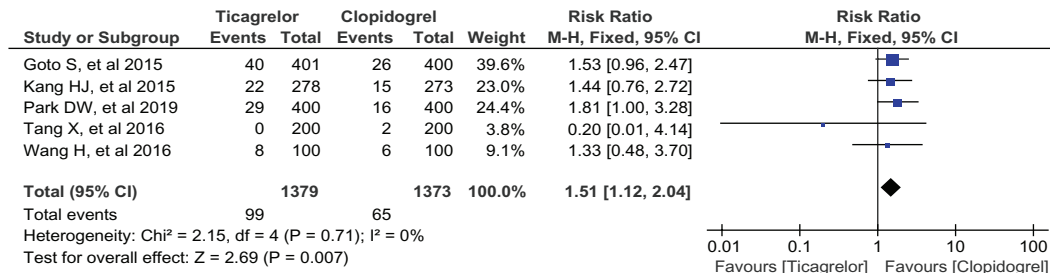 Ticagrelor Clopidogrel Risk Ratio Risk Ratio
Study or Subgroup Events Total Events Total Weight M-H, Fixed, 95% CI M-H, Fixed, 95% CI
Goto S, et al 2015 40 401 26 400 39.6% 1.53 [0.96, 2.47]
Kang HJ, et al 2015 22 278 15 273 23.0% 1.44 [0.76, 2.72]
Park DW, et al 2019 29 400 16 400 24.4% 1.81 [1.00, 3.28]
Tang X, et al 2016 0 200 2 200 3.8% 0.20 [0.01, 4.14]
Wang H, et al 2016 8 100 6 100 9.1% 1.33 [0.48, 3.70]
Total (95% CI) 1379 1373 100.0% 1.51 [1.12, 2.04]
Total events 99 65
Heterogeneity: Chi² = 2.15, df = 4 (P = 0.71); I² = 0%
Test for overall effect: Z = 2.69 (P = 0.007)
0.01 0.1 1 10 100
Favours [Ticagrelor] Favours [Clopidogrel]